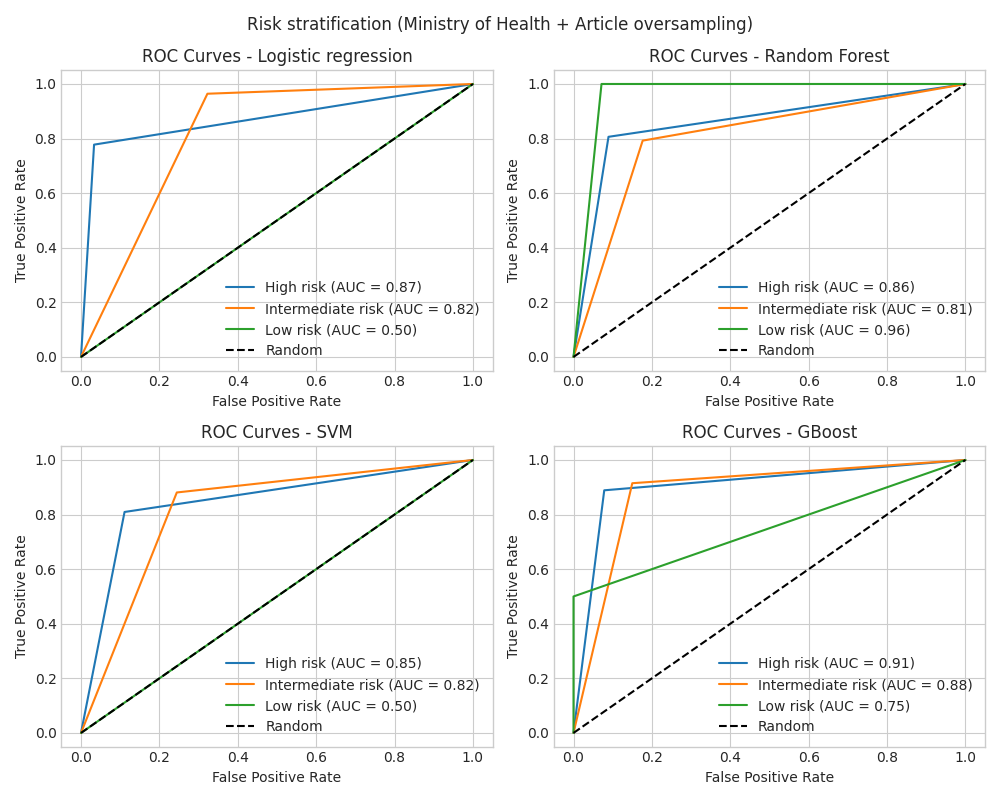 Risk stratification (Ministry of Health + Article oversampling)
ROC Curves - Logistic regression
True Positive Rate
1.0
0.8
0.6
0.4
0.2
0.0
High risk (AUC = 0.87)
Intermediate risk (AUC = 0.82)
Low risk (AUC = 0.50)
Random
0.0 0.2 0.4 0.6 0.8 1.0
False Positive Rate
ROC Curves - Random Forest
True Positive Rate
1.0
0.8
0.6
0.4
0.2
0.0
High risk (AUC = 0.86)
Intermediate risk (AUC = 0.81)
Low risk (AUC = 0.96)
Random
0.0 0.2 0.4 0.6 0.8 1.0
False Positive Rate
ROC Curves - SVM
True Positive Rate
1.0
0.8
0.6
0.4
0.2
0.0
High risk (AUC = 0.85)
Intermediate risk (AUC = 0.82)
Low risk (AUC = 0.50)
Random
0.0 0.2 0.4 0.6 0.8 1.0
False Positive Rate
ROC Curves - GBoost
True Positive Rate
1.0
0.8
0.6
0.4
0.2
0.0
High risk (AUC = 0.91)
Intermediate risk (AUC = 0.88)
Low risk (AUC = 0.75)
Random
0.0 0.2 0.4 0.6 0.8 1.0
False Positive Rate